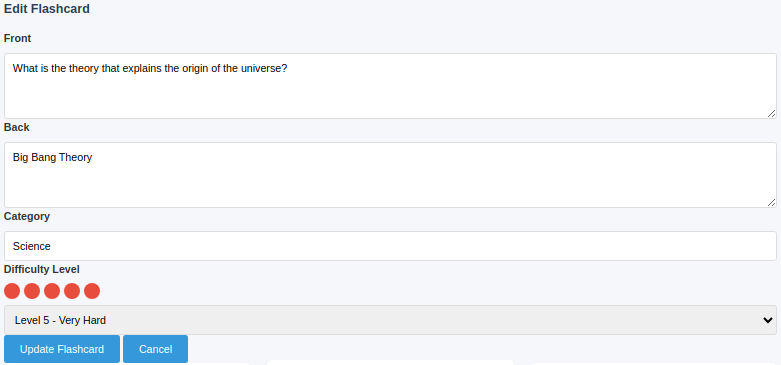 Edit Flashcard
Front
What is the theory that explains the origin of the universe?
Back
Big Bang Theory
Category
Science
Difficulty Level
Level 5 - Very Hard
Update Flashcard
Cancel